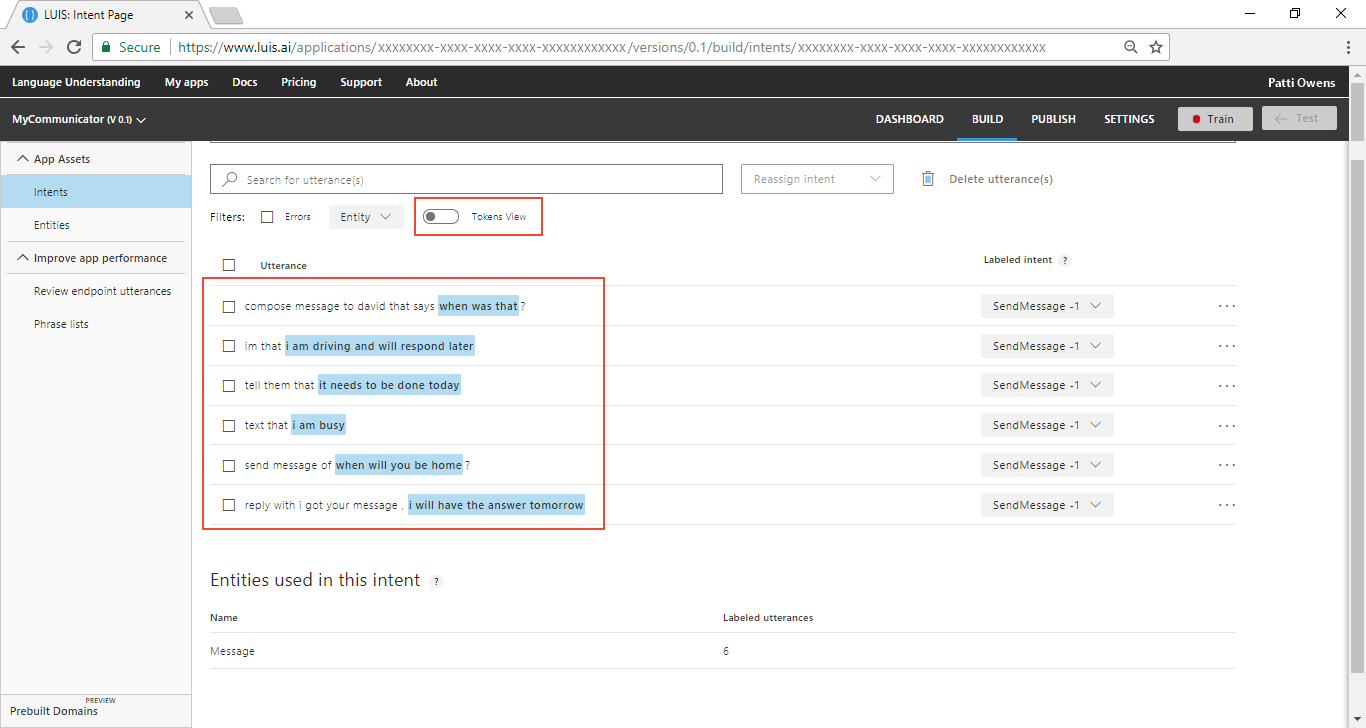 LUIS: Intent Page
Secure https://www.luis.ai/applications/xxxxxxxx-xxxx-xxxx-xxxx-xxxxxxxxxxxx/versions/0.1/build/intents/xxxxxxxx-xxxx-xxxx-xxxx-xxxxxxxxxxxx
Language Understanding My apps Docs Pricing Support About Patti Owens
MyCommunicator (V 0.1) DASHBOARD BUILD PUBLISH SETTINGS Train Test
App Assets
Intents
Entities
Improve app performance
Review endpoint utterances
Phrase lists
PREVIEW
Prebuilt Domains
Search for utterance(s) Reassign intent Delete utterance(s)
Filters: Errors Entity Tokens View
Utterance Labeled intent ?
compose message to david that says when was that ? SendMessage -1 ...
im that i am driving and will respond later SendMessage -1 ...
tell them that it needs to be done today SendMessage -1 ...
text that i am busy SendMessage -1 ...
send message of when will you be home ? SendMessage -1 ...
reply with i got your message , i will have the answer tomorrow SendMessage -1 ...
Entities used in this intent ?
Name Labeled utterances
Message 6